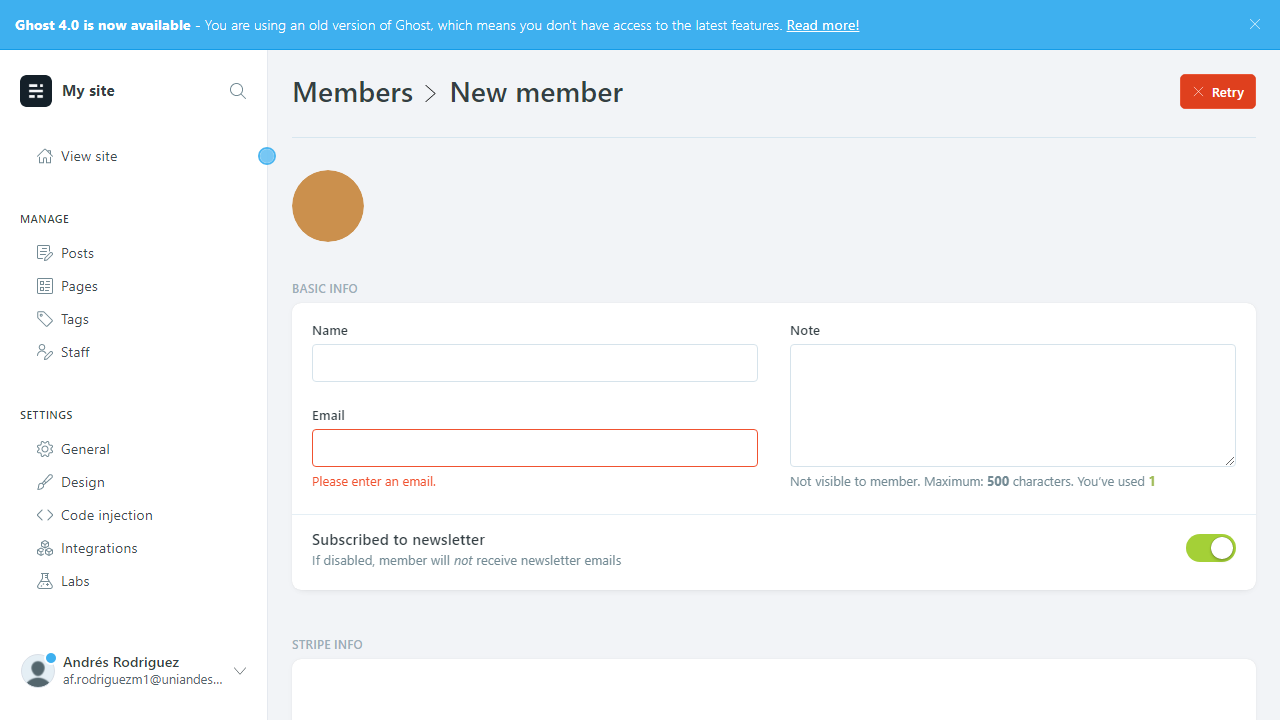 Ghost 4.0 is now available - You are using an old version of Ghost, which means you don't have access to the latest features. Read more!
My site
View site
MANAGE
Posts
Pages
Tags
Staff
SETTINGS
General
Design
Code injection
Integrations
Labs
Andrés Rodriguez
af.rodriguezm1@uniandes...
Members > New member
Retry
BASIC INFO
Name
Email
Please enter an email.
Note
Not visible to member. Maximum: 500 characters. You've used 1
Subscribed to newsletter
If disabled, member will not receive newsletter emails
STRIPE INFO